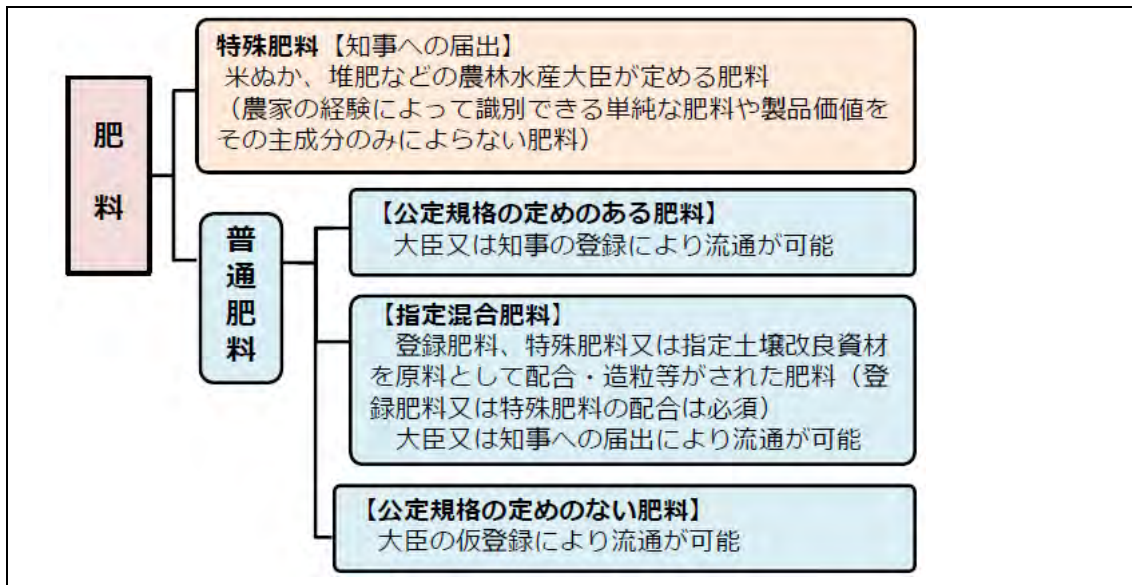 肥料
特殊肥料【知事への届出】
米ぬか、堆肥などの農林水産大臣が定める肥料
（農家の経験によって識別できる単純な肥料や製品価値を
その主成分のみによらない肥料）
普通肥料
【公定規格の定めのある肥料】
大臣又は知事の登録により流通が可能
【指定混合肥料】
登録肥料、特殊肥料又は指定土壌改良資材
を原料として配合・造粒等がされた肥料（登
録肥料又は特殊肥料の配合は必須）
大臣又は知事への届出により流通が可能
【公定規格の定めのない肥料】
大臣の仮登録により流通が可能